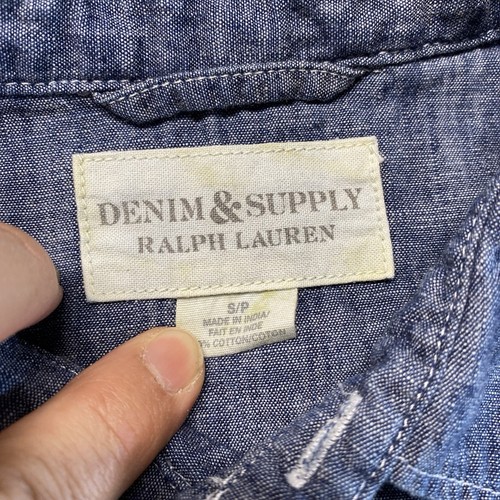 DENIM & SUPPLY
RALPH LAUREN
S/P
MADE IN INDIA/
FAIT EN INDE
% COTTON/COTON